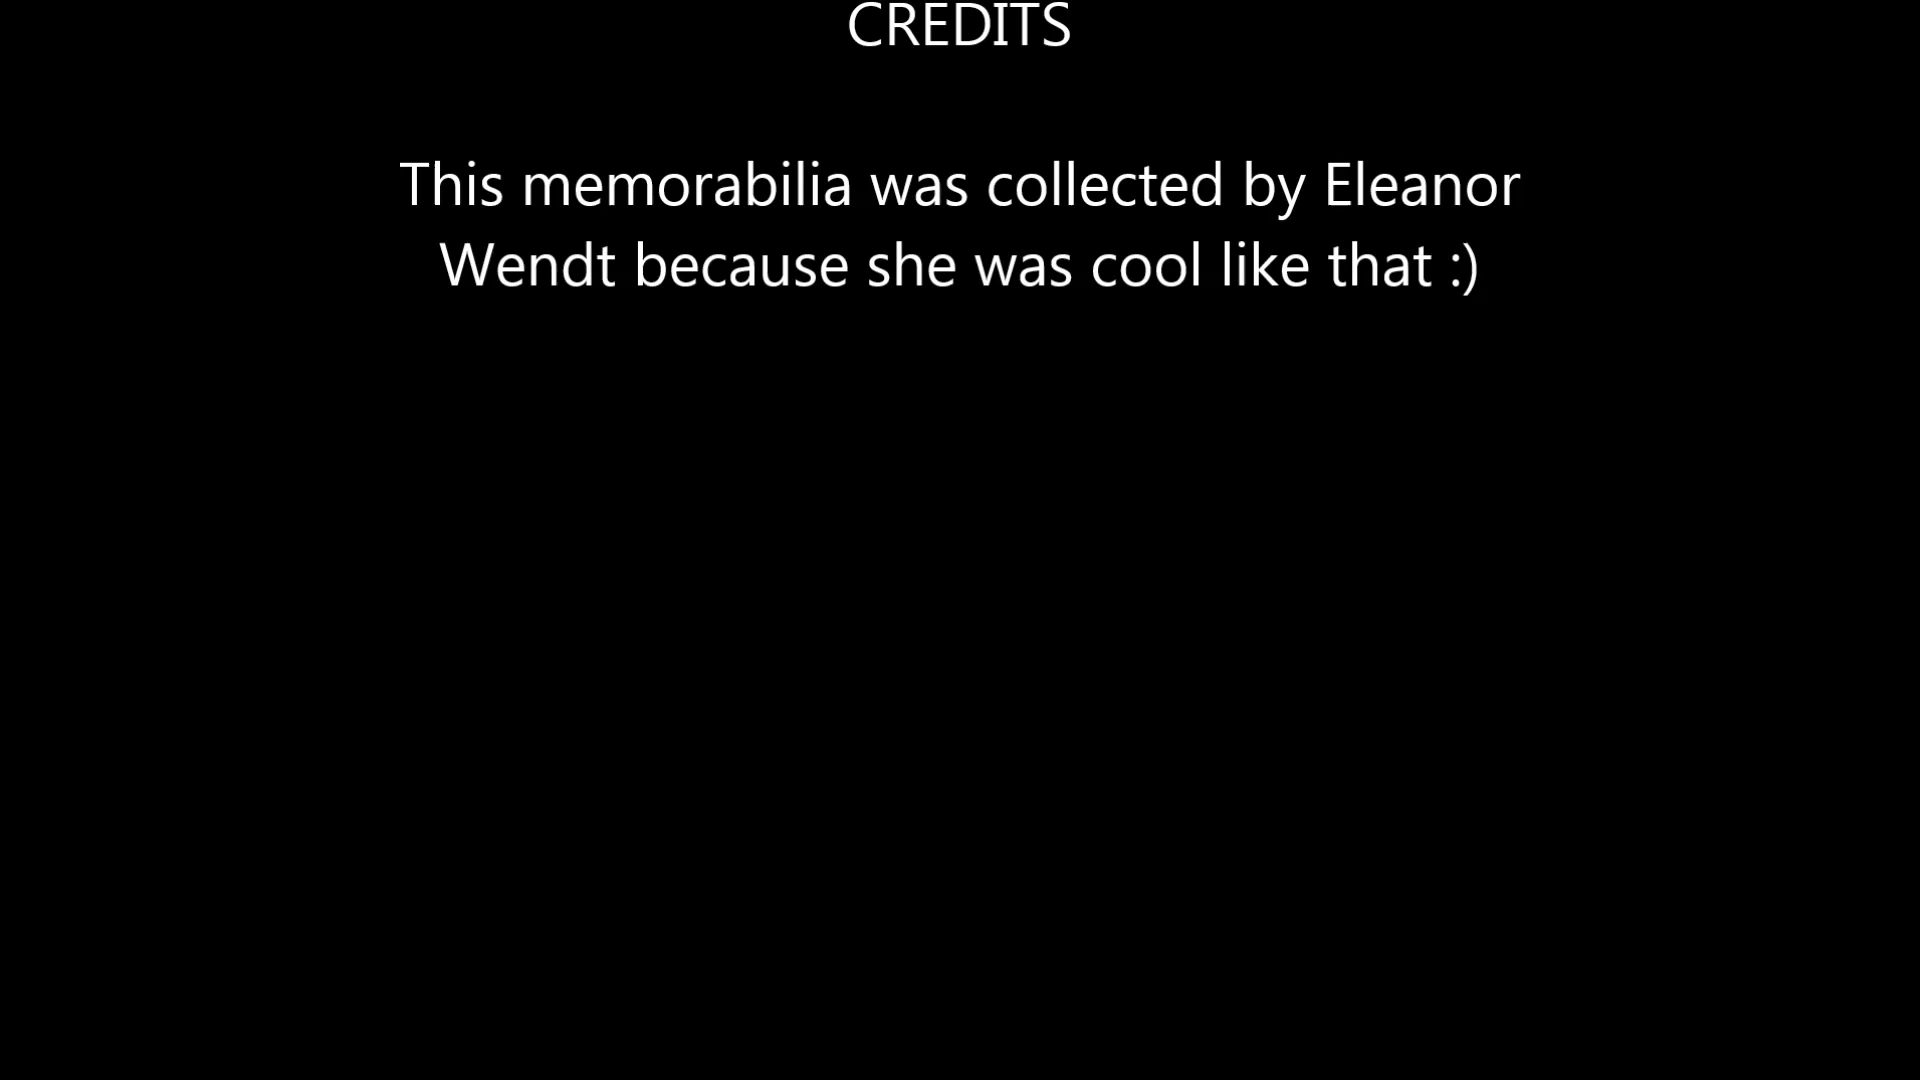 CREDITS
This memorabilia was collected by Eleanor
Wendt because she was cool like that :)